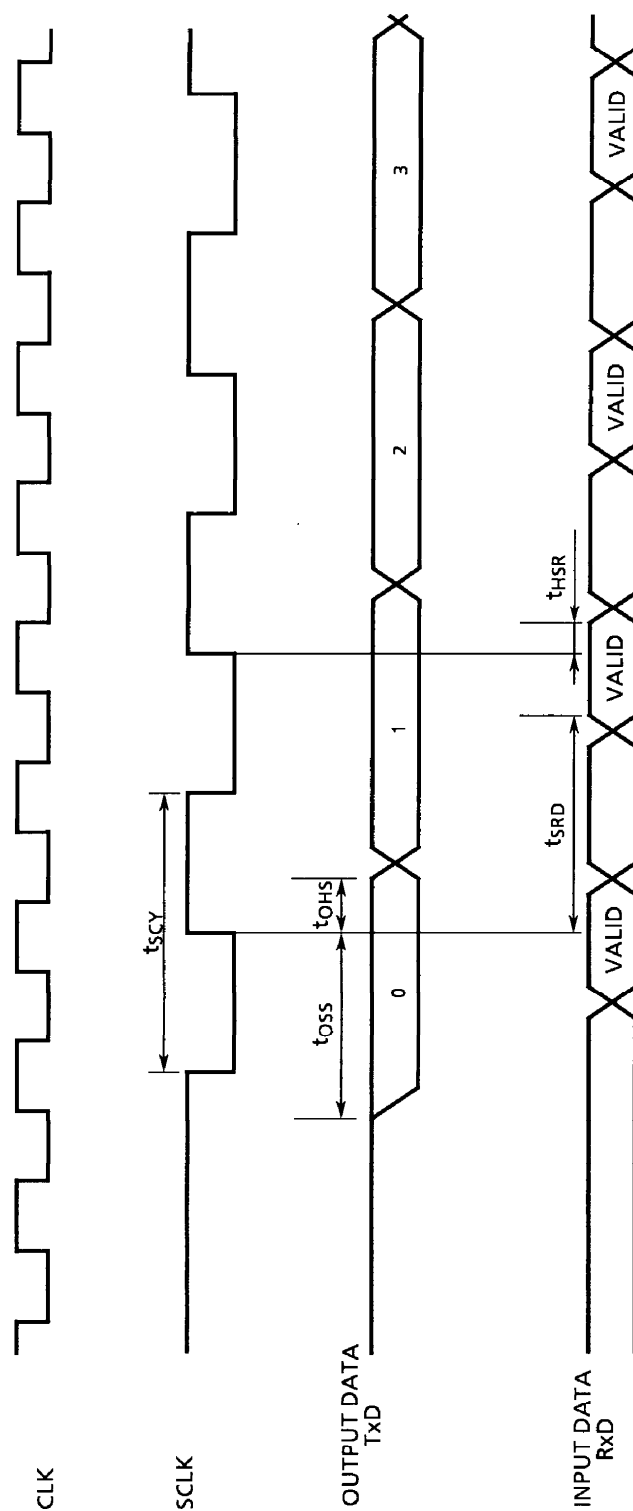 CLK
SCLK
tSCY
OUTPUT DATA
TxD
tOSS
tOHS
0
1
2
3
INPUT DATA
RxD
tSRD
tHSR
VALID
VALID
VALID
VALID